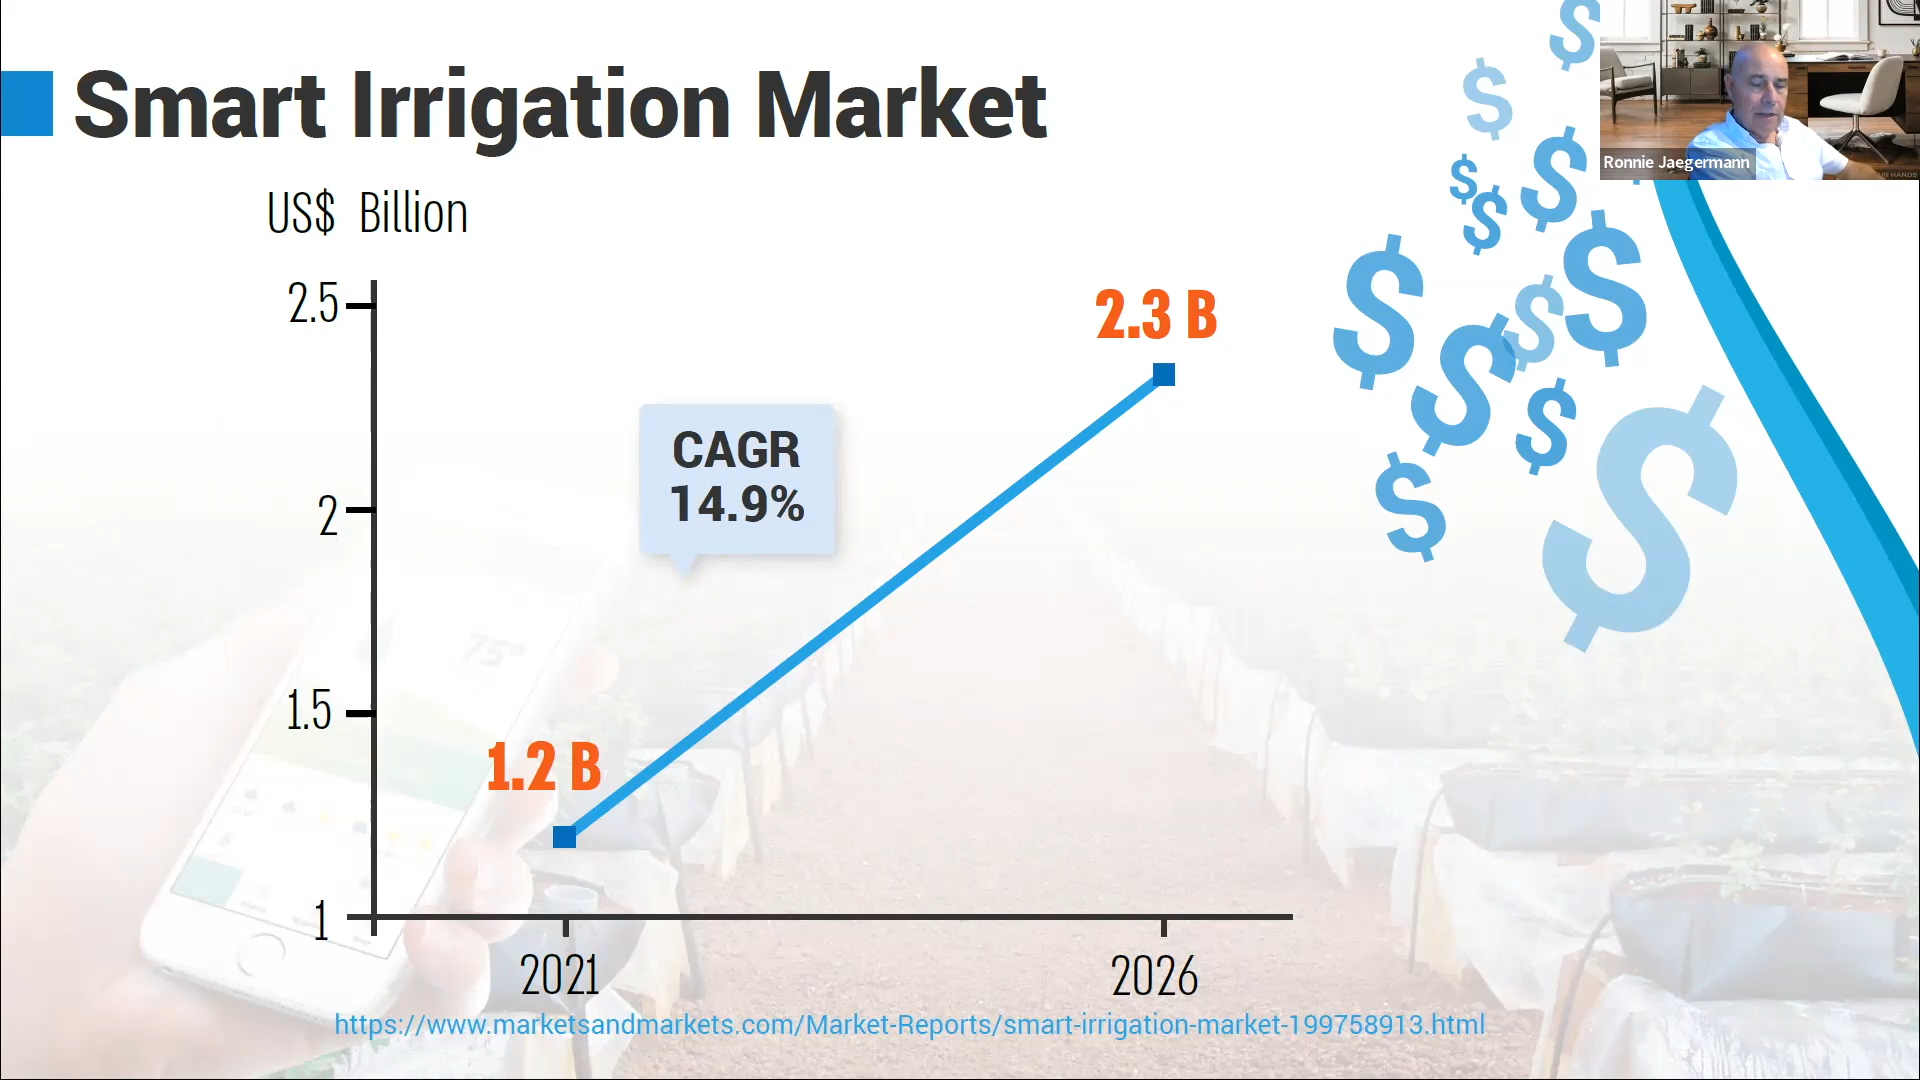 Smart Irrigation Market
Ronnie Jaegermann
US$ Billion
2.5
2.3 B
CAGR
14.9%
2
75°
1.5
1.2 B
1
2021
2026
https://www.marketsandmarkets.com/Market-Reports/smart-irrigation-market-199758913.html